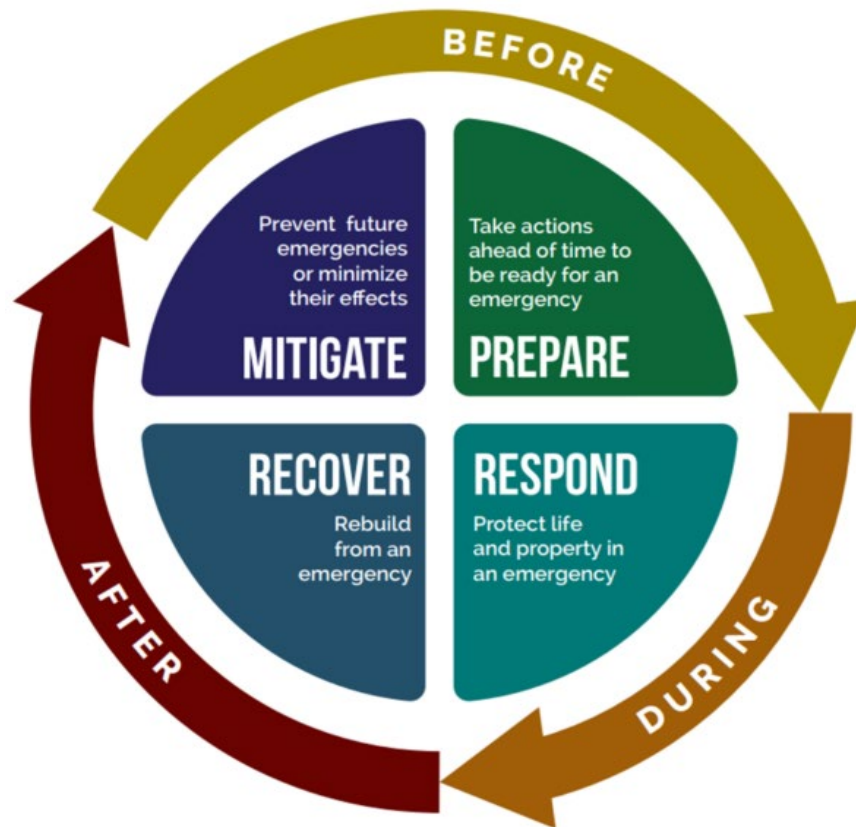 BEFORE
Prevent future
emergencies
or minimize
their effects
MITIGATE
Take actions
ahead of time to
be ready for an
emergency
PREPARE
RECOVER
Rebuild
from an
emergency
RESPOND
Protect life
and property in
an emergency
AFTER
DURING